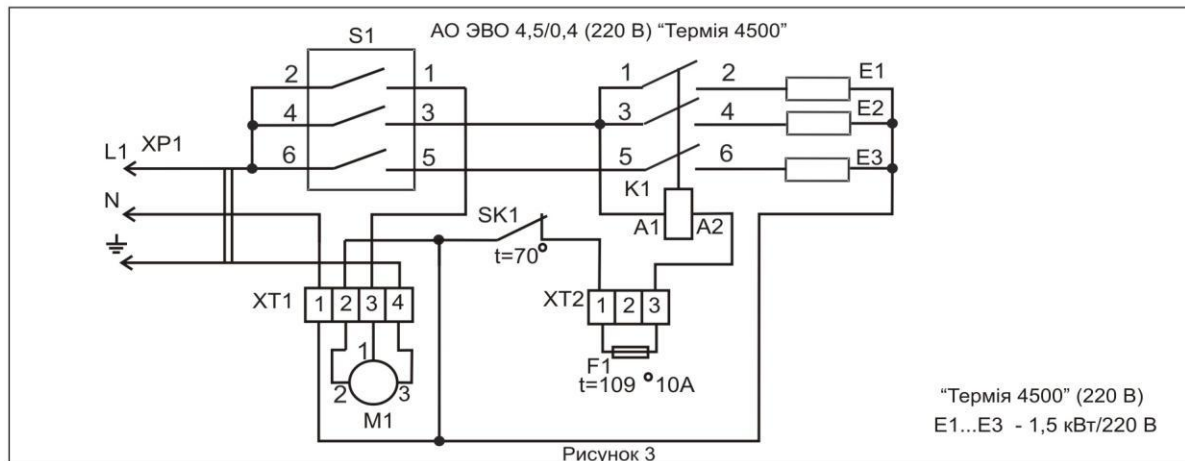 АО ЭВО 4,5/0,4 (220 В) “Термія 4500”
S1
2 1 1 2 E1
4 3 3 4 E2
L1 XP1 6 5 5 6 E3
K1
N SK1 A1 A2
t=70°
XT1 1 2 3 4 XT2 1 2 3
1 F1
2 3 t=109 °10A
M1
“Термія 4500” (220 В)
Е1...Е3 - 1,5 кВт/220 В
Рисунок 3